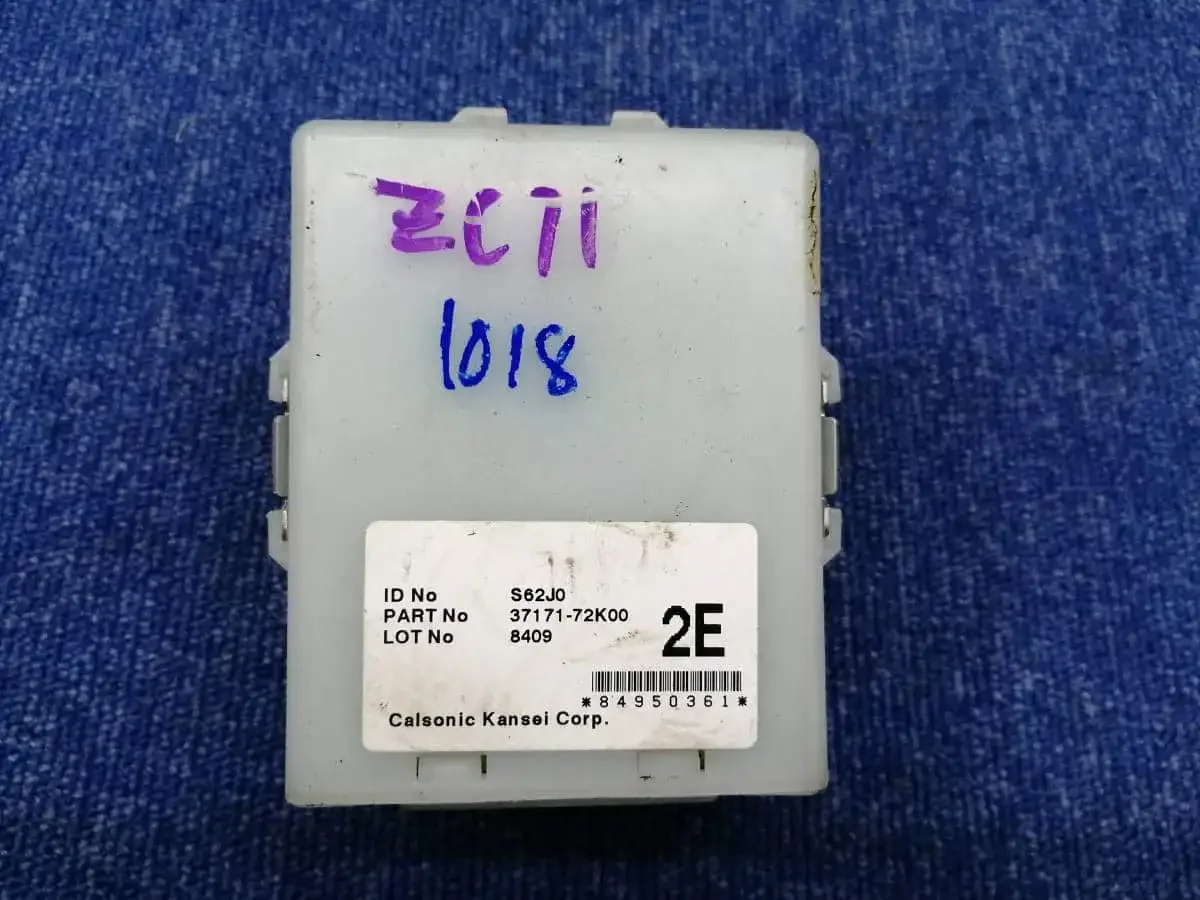 ZC71
1018
ID No S62J0
PART No 37171-72K00
LOT No 8409
2E
*84950361*
Calsonic Kansei Corp.